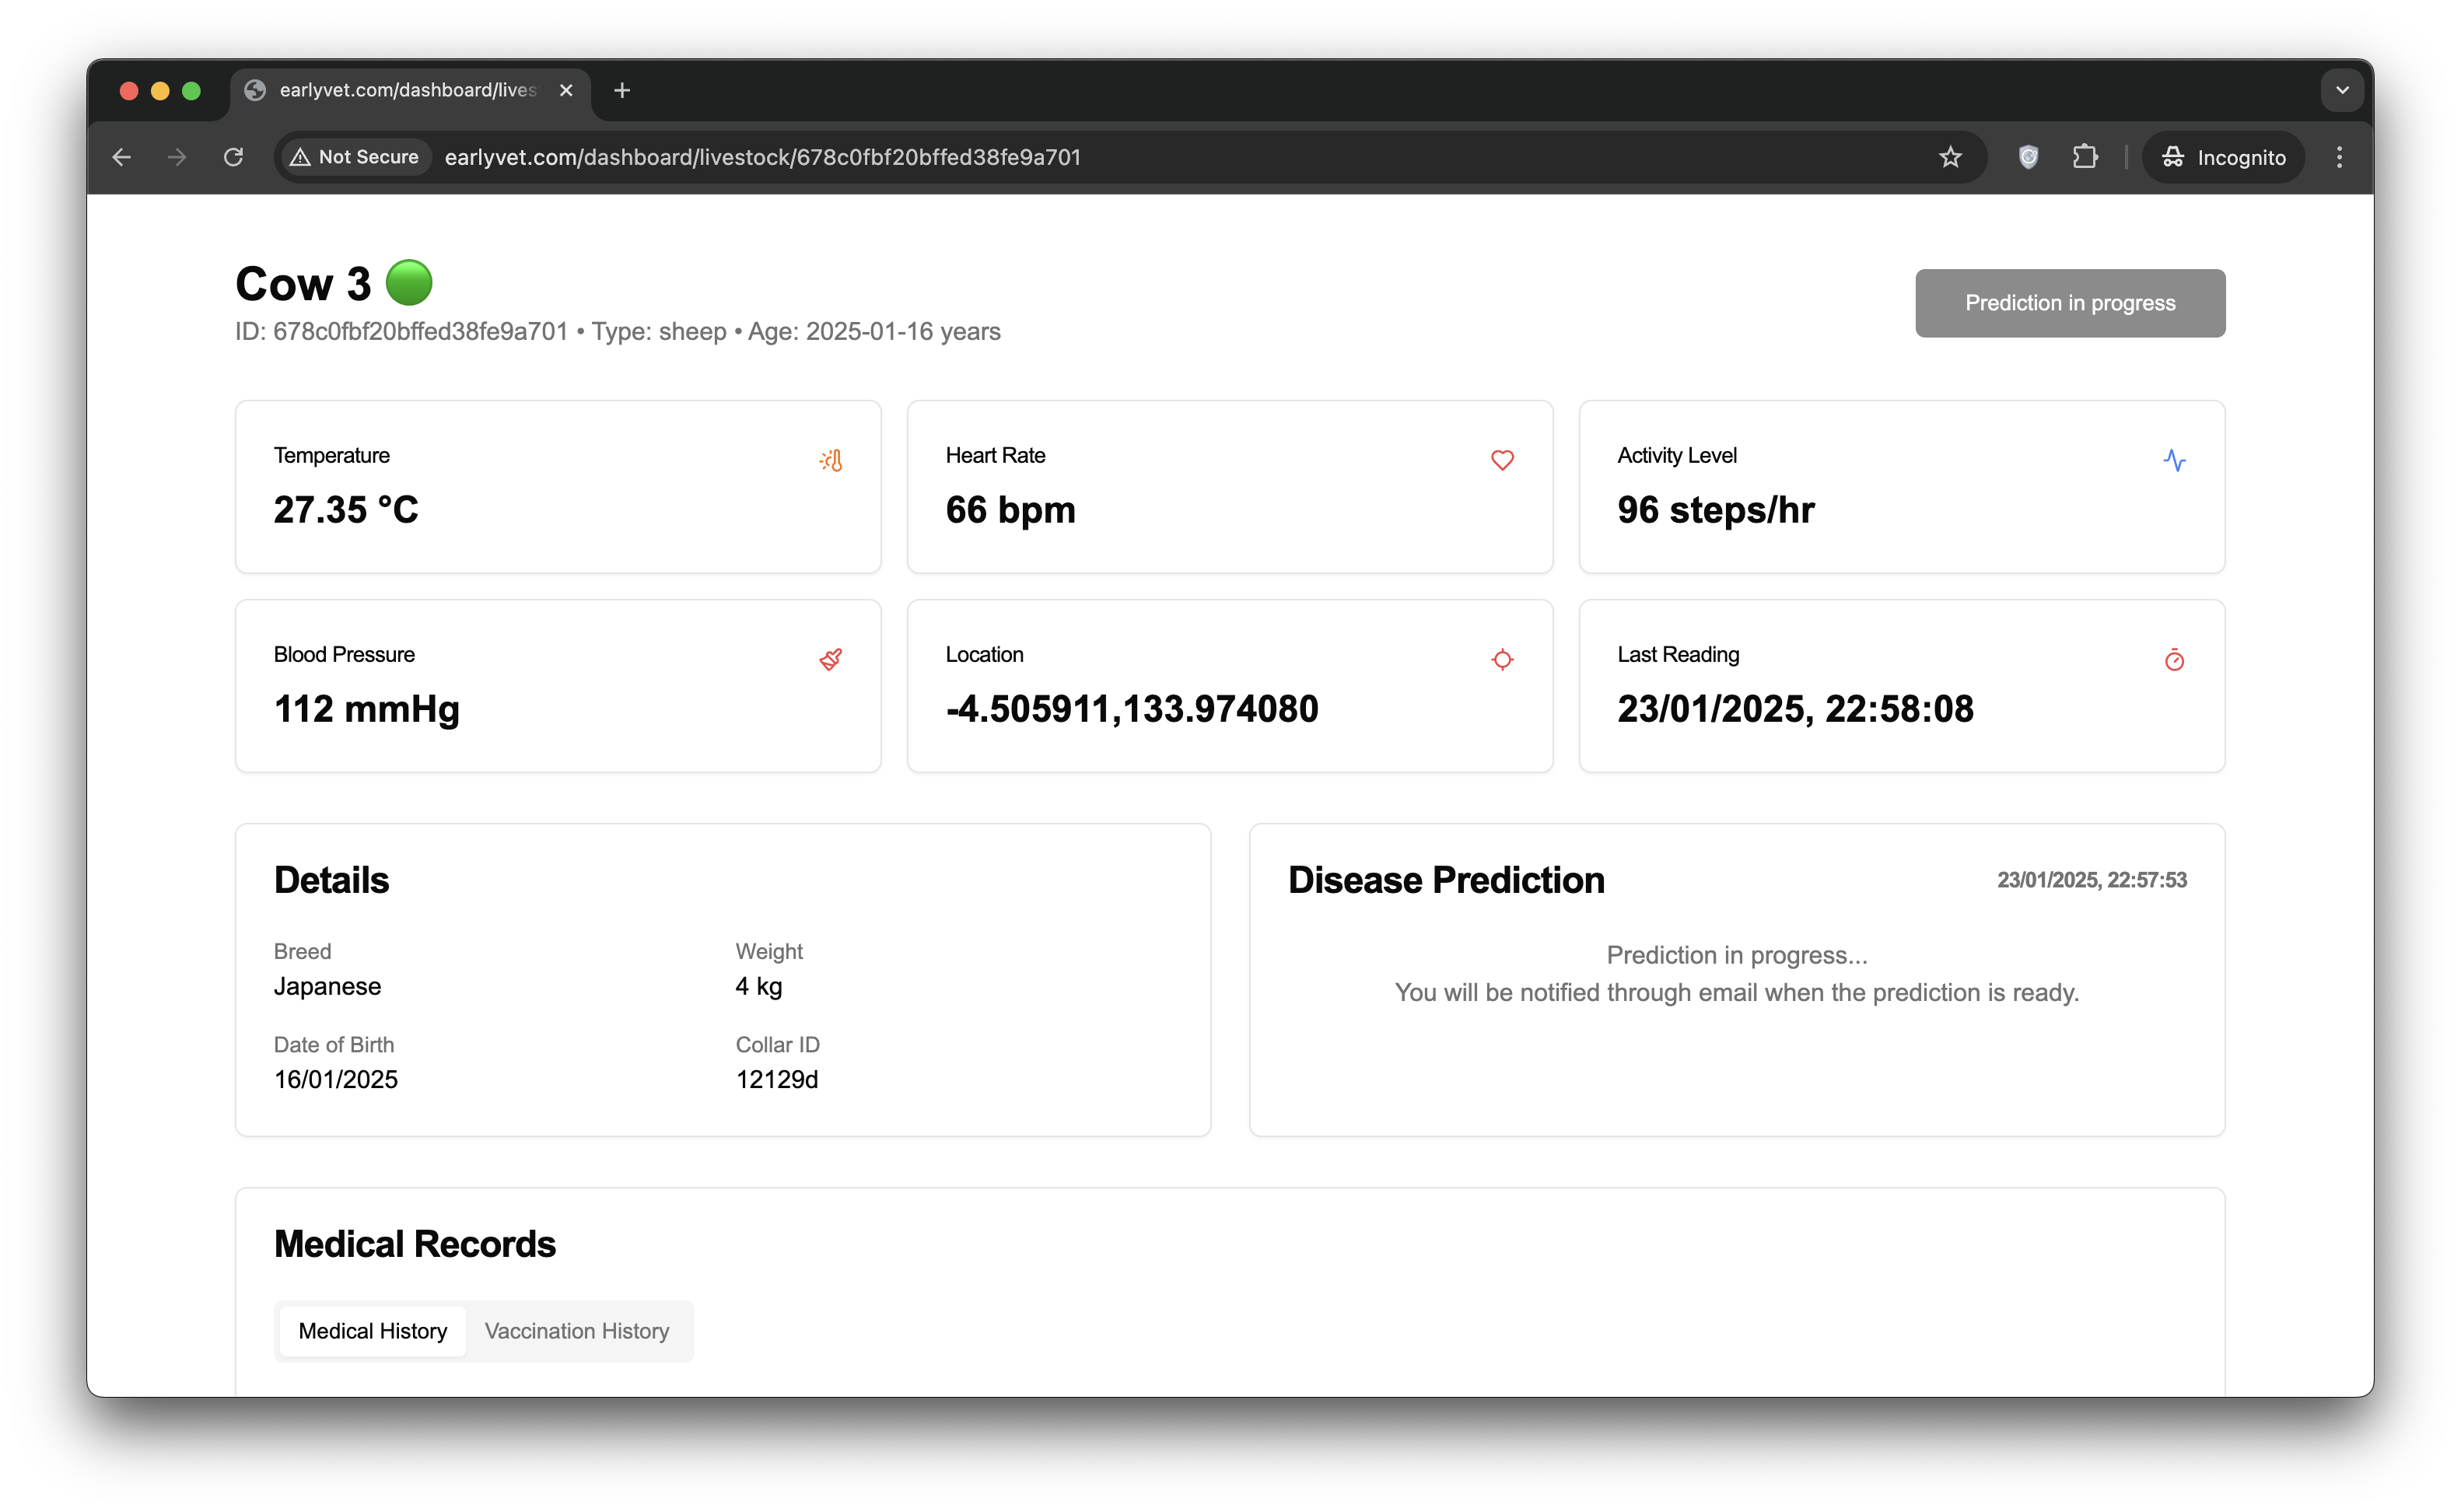 earlyvet.com/dashboard/lives
Not Secure
earlyvet.com/dashboard/livestock/678c0fbf20bffed38fe9a701
Incognito
Cow 3
ID: 678c0fbf20bffed38fe9a701 • Type: sheep • Age: 2025-01-16 years
Prediction in progress
Temperature
27.35 °C
Heart Rate
66 bpm
Activity Level
96 steps/hr
Blood Pressure
112 mmHg
Location
-4.505911,133.974080
Last Reading
23/01/2025, 22:58:08
Details
Breed
Japanese
Weight
4 kg
Date of Birth
16/01/2025
Collar ID
12129d
Disease Prediction
23/01/2025, 22:57:53
Prediction in progress...
You will be notified through email when the prediction is ready.
Medical Records
Medical History
Vaccination History